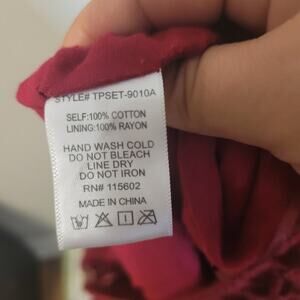 STYLE# TPSET-9010A
SELF:100% COTTON
LINING:100% RAYON
HAND WASH COLD
DO NOT BLEACH
LINE DRY
DO NOT IRON
RN# 115602
MADE IN CHINA